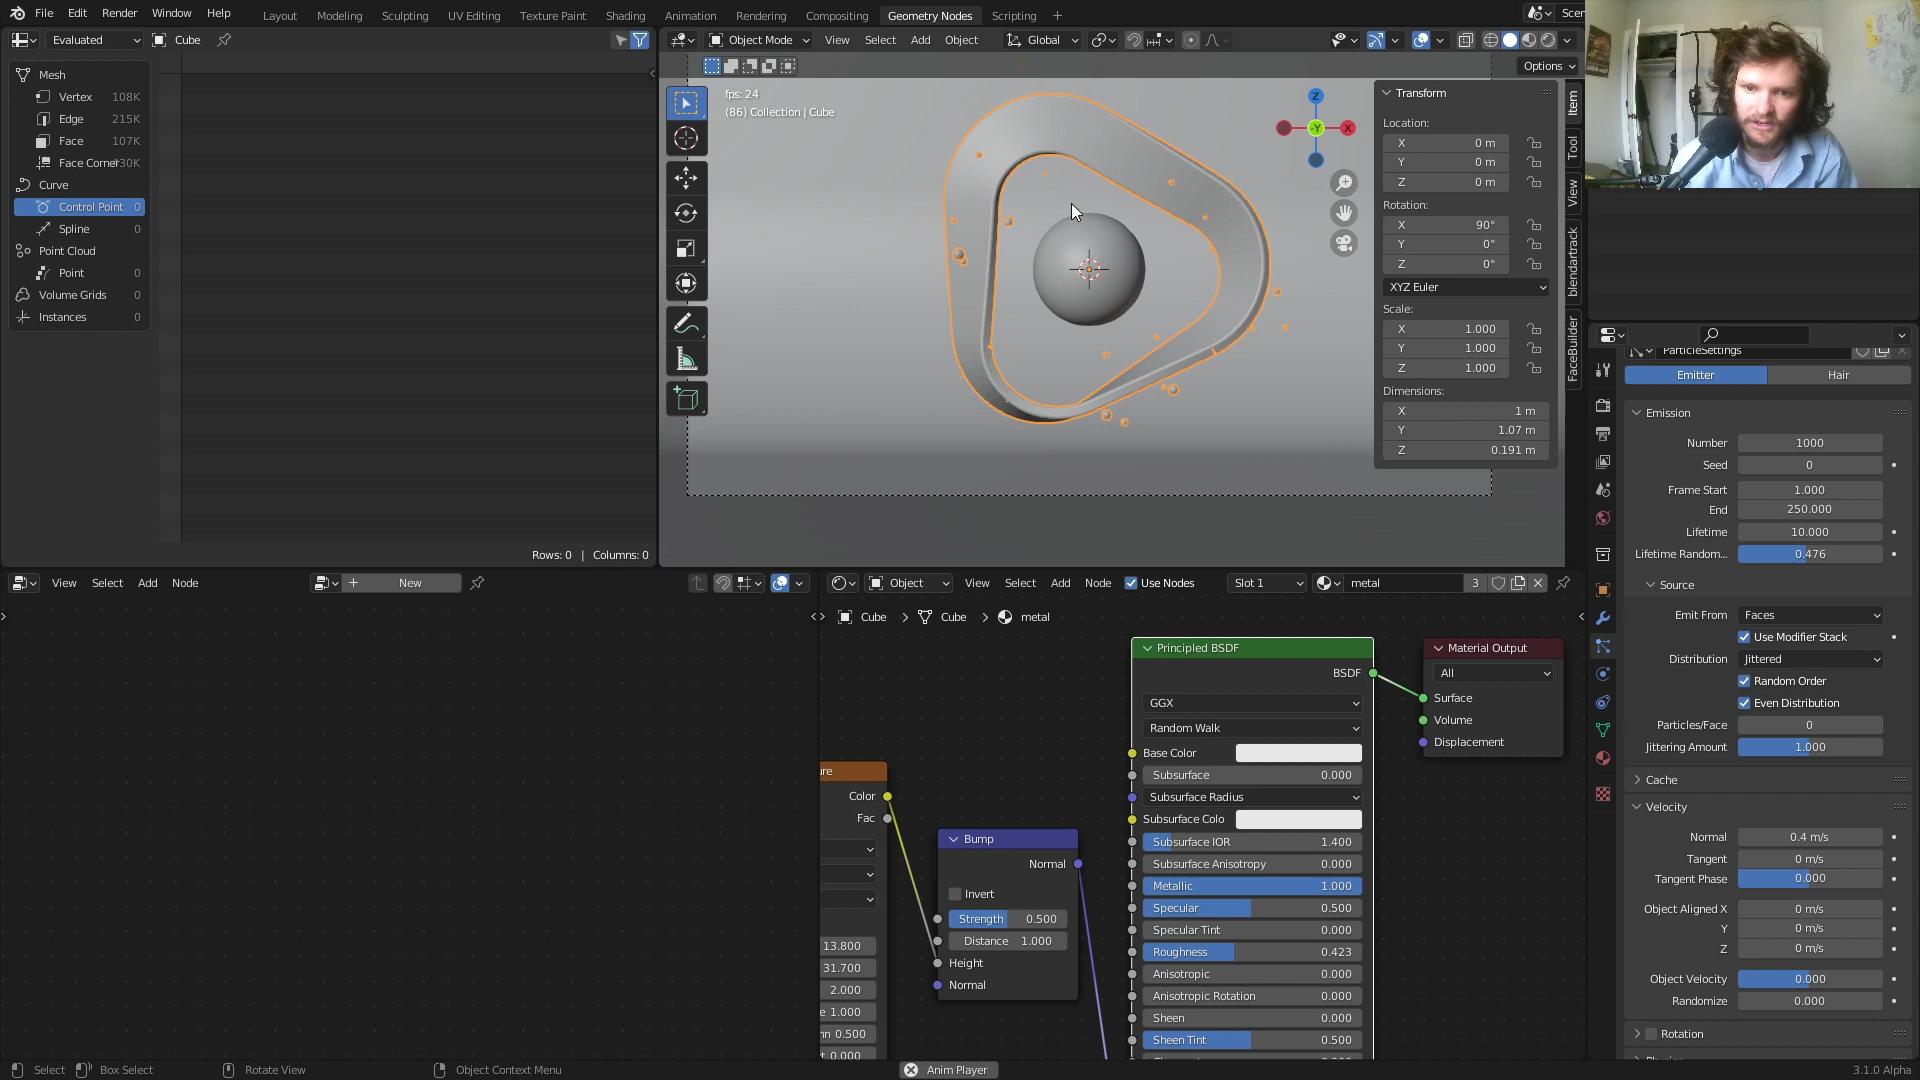 File Edit Render Window Help Layout Modeling Sculpting UV Editing Texture Paint Shading Animation Rendering Compositing Geometry Nodes Scripting +
Evaluated Cube
Mesh
Vertex 108K
Edge 215K
Face 107K
Face Corner 30K
Curve
Control Point 0
Spline 0
Point Cloud
Point 0
Volume Grids 0
Instances 0
Rows: 0 | Columns: 0
Object Mode View Select Add Object Global
Options
fps: 24
(86) Collection | Cube
Z
-Y
X
Transform
Location:
X 0 m
Y 0 m
Z 0 m
Rotation:
X 90°
Y 0°
Z 0°
XYZ Euler
Scale:
X 1.000
Y 1.000
Z 1.000
Dimensions:
X 1 m
Y 1.07 m
Z 0.191 m
Item
Tool
View
blendartrack
FaceBuilder
ParticleSettings
Emitter Hair
Emission
Number 1000
Seed 0
Frame Start 1.000
End 250.000
Lifetime 10.000
Lifetime Random... 0.476
Source
Emit From Faces
Use Modifier Stack
Distribution Jittered
Random Order
Even Distribution
Particles/Face 0
Jittering Amount 1.000
Cache
Velocity
Normal 0.4 m/s
Tangent 0 m/s
Tangent Phase 0.000
Object Aligned X 0 m/s
Y 0 m/s
Z 0 m/s
Object Velocity 0.000
Randomize 0.000
Rotation
View Select Add Node + New
Object View Select Add Node Use Nodes Slot 1 metal 3
Cube > Cube > metal
ure
Color
Fac
13.800
31.700
2.000
e 1.000
n 0.500
0.000
Bump
Normal
Invert
Strength 0.500
Distance 1.000
Height
Normal
Principled BSDF
BSDF
GGX
Random Walk
Base Color
Subsurface 0.000
Subsurface Radius
Subsurface Colo
Subsurface IOR 1.400
Subsurface Anisotropy 0.000
Metallic 1.000
Specular 0.500
Specular Tint 0.000
Roughness 0.423
Anisotropic 0.000
Anisotropic Rotation 0.000
Sheen 0.000
Sheen Tint 0.500
Material Output
All
Surface
Volume
Displacement
Select Box Select Rotate View Object Context Menu Anim Player 3.1.0 Alpha